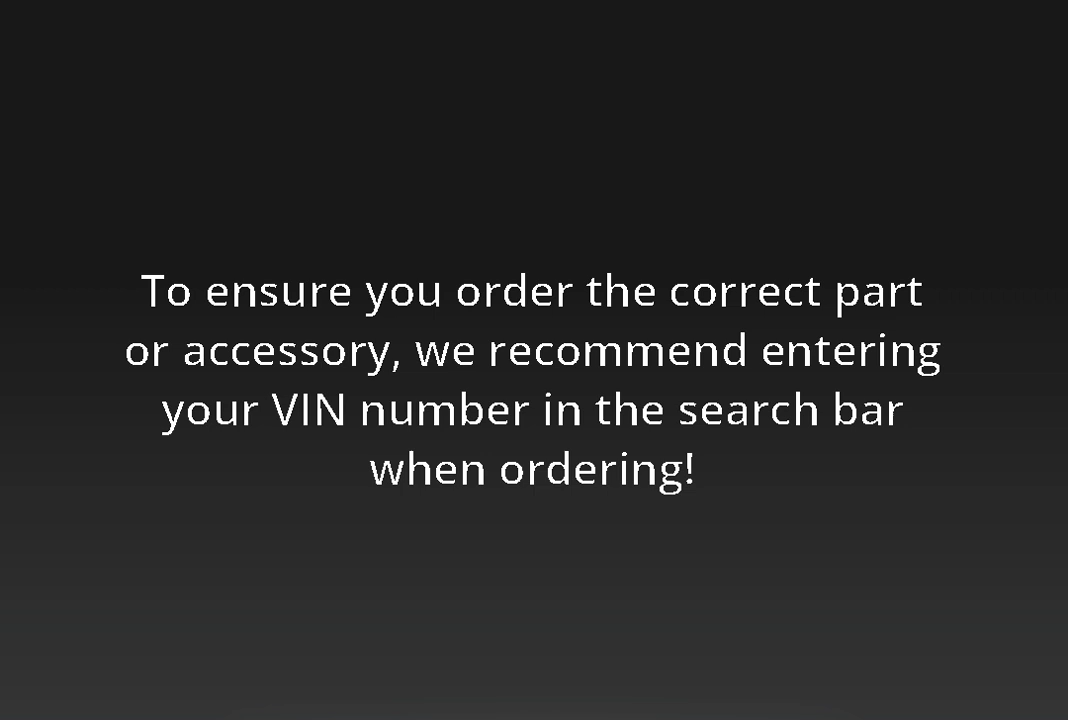 To ensure you order the correct part
or accessory, we recommend entering
your VIN number in the search bar
when ordering!